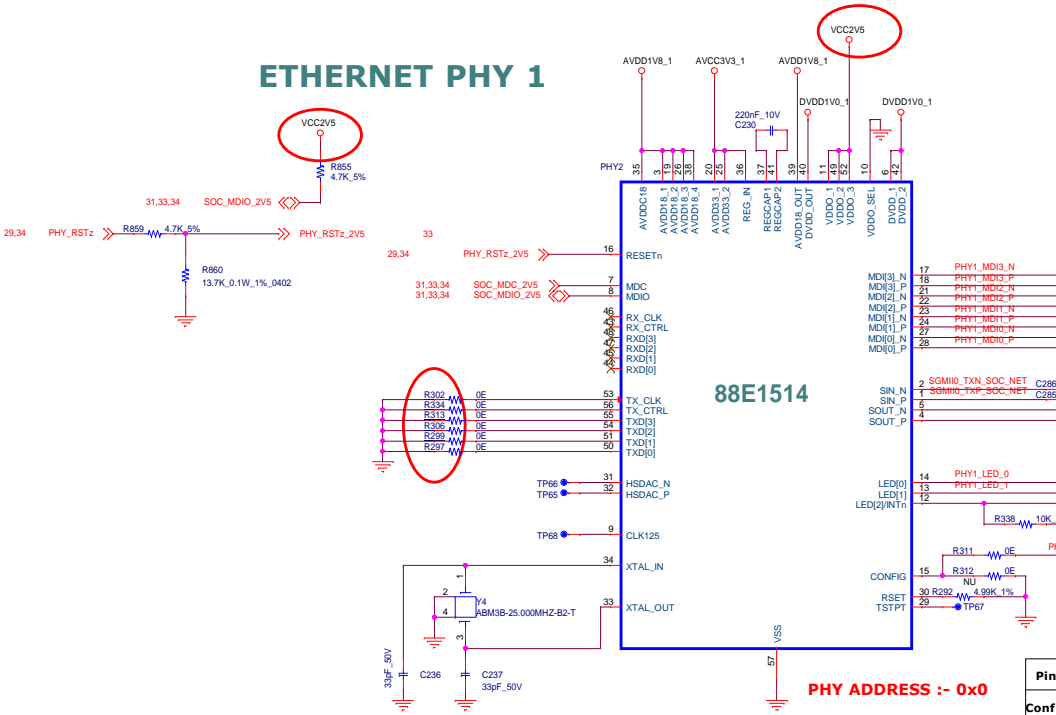 VCC2V5
ETHERNET PHY 1
AVDD1V8_1
AVCC3V3_1
AVDD1V8_1
DVDD1V0_1
DVDD1V0_1
220nF_10V
C230
VCC2V5
R855
4.7K_5%
31,33,34 SOC_MDIO_2V5
29,34 PHY_RSTz
R859 4.7K_5%
PHY_RSTz_2V5 33
R860
13.7K_0.1W_1%_0402
PHY2
35 3 19 26 38 20 25 36 37 41 39 40 11 49 52 10 6 42
AVDDC18
AVDD18_1
AVDD18_2
AVDD18_3
AVDD18_4
AVDD33_1
AVDD33_2
REG_IN
REGCAP1
REGCAP2
AVDD18_OUT
DVDD_OUT
VDDO_1
VDDO_2
VDDO_3
VDDO_SEL
DVDD_1
DVDD_2
29,34 PHY_RSTz_2V5 16 RESETn
31,33,34 SOC_MDC_2V5 7 MDC
31,33,34 SOC_MDIO_2V5 8 MDIO
46 RX_CLK
43 RX_CTRL
48 RXD[3]
47 RXD[2]
45 RXD[1]
44 RXD[0]
R302 0E 53 TX_CLK
R334 0E 56 TX_CTRL
R313 0E 55 TXD[3]
R306 0E 54 TXD[2]
R299 0E 51 TXD[1]
R297 0E 50 TXD[0]
TP66 31 HSDAC_N
TP65 32 HSDAC_P
TP68 9 CLK125
34 XTAL_IN
33 XTAL_OUT
1
2
4
3
Y4
ABM3B-25.000MHZ-B2-T
33pF_50V
C236
C237
33pF_50V
88E1514
MDI[3]_N 17 PHY1_MDI3_N
MDI[3]_P 18 PHY1_MDI3_P
MDI[2]_N 21 PHY1_MDI2_N
MDI[2]_P 22 PHY1_MDI2_P
MDI[1]_N 23 PHY1_MDI1_N
MDI[1]_P 24 PHY1_MDI1_P
MDI[0]_N 27 PHY1_MDI0_N
MDI[0]_P 28 PHY1_MDI0_P
SIN_N 2 SGMII0_TXN_SOC_NET C286
SIN_P 1 SGMII0_TXP_SOC_NET C285
SOUT_N 5
SOUT_P 4
LED[0] 14 PHY1_LED_0
LED[1] 13 PHY1_LED_1
LED[2]/INTn 12
R338 10K_
R311 0E
CONFIG 15 R312 0E
NU
RSET 30 R292 4.99K_1%
TSTPT 29 TP67
VSS
57
PHY ADDRESS :- 0x0
Pin
Conf